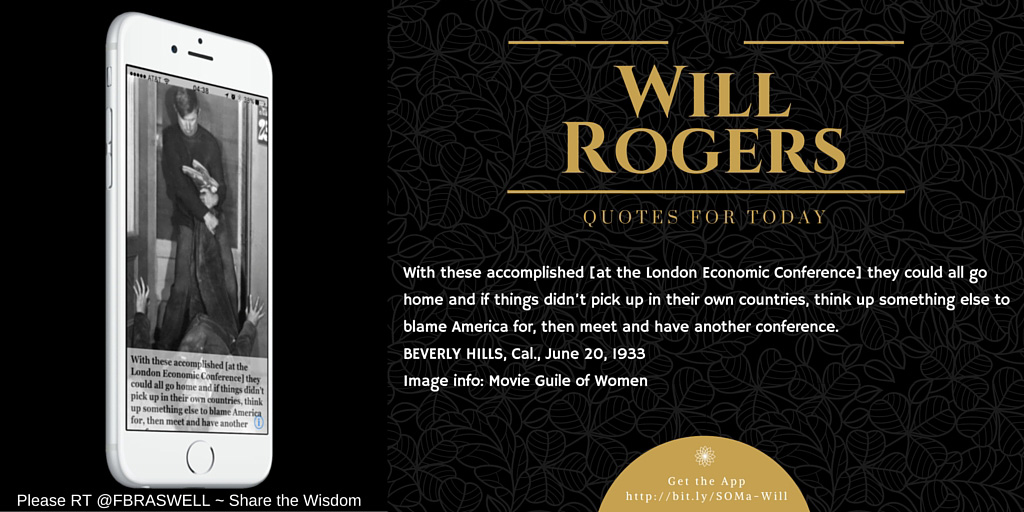 AT&T
04:38
With these accomplished [at the
London Economic Conference] they
could all go home and if things didn't
pick up in their own countries, think
up something else to blame America
for, then meet and have another
Please RT @FBRASWELL ~ Share the Wisdom
WILL
ROGERS
QUOTES FOR TODAY
With these accomplished [at the London Economic Conference] they could all go
home and if things didn't pick up in their own countries, think up something else to
blame America for, then meet and have another conference.
BEVERLY HILLS, Cal., June 20, 1933
Image info: Movie Guile of Women
Get the App
http://bit.ly/SOMa-Will